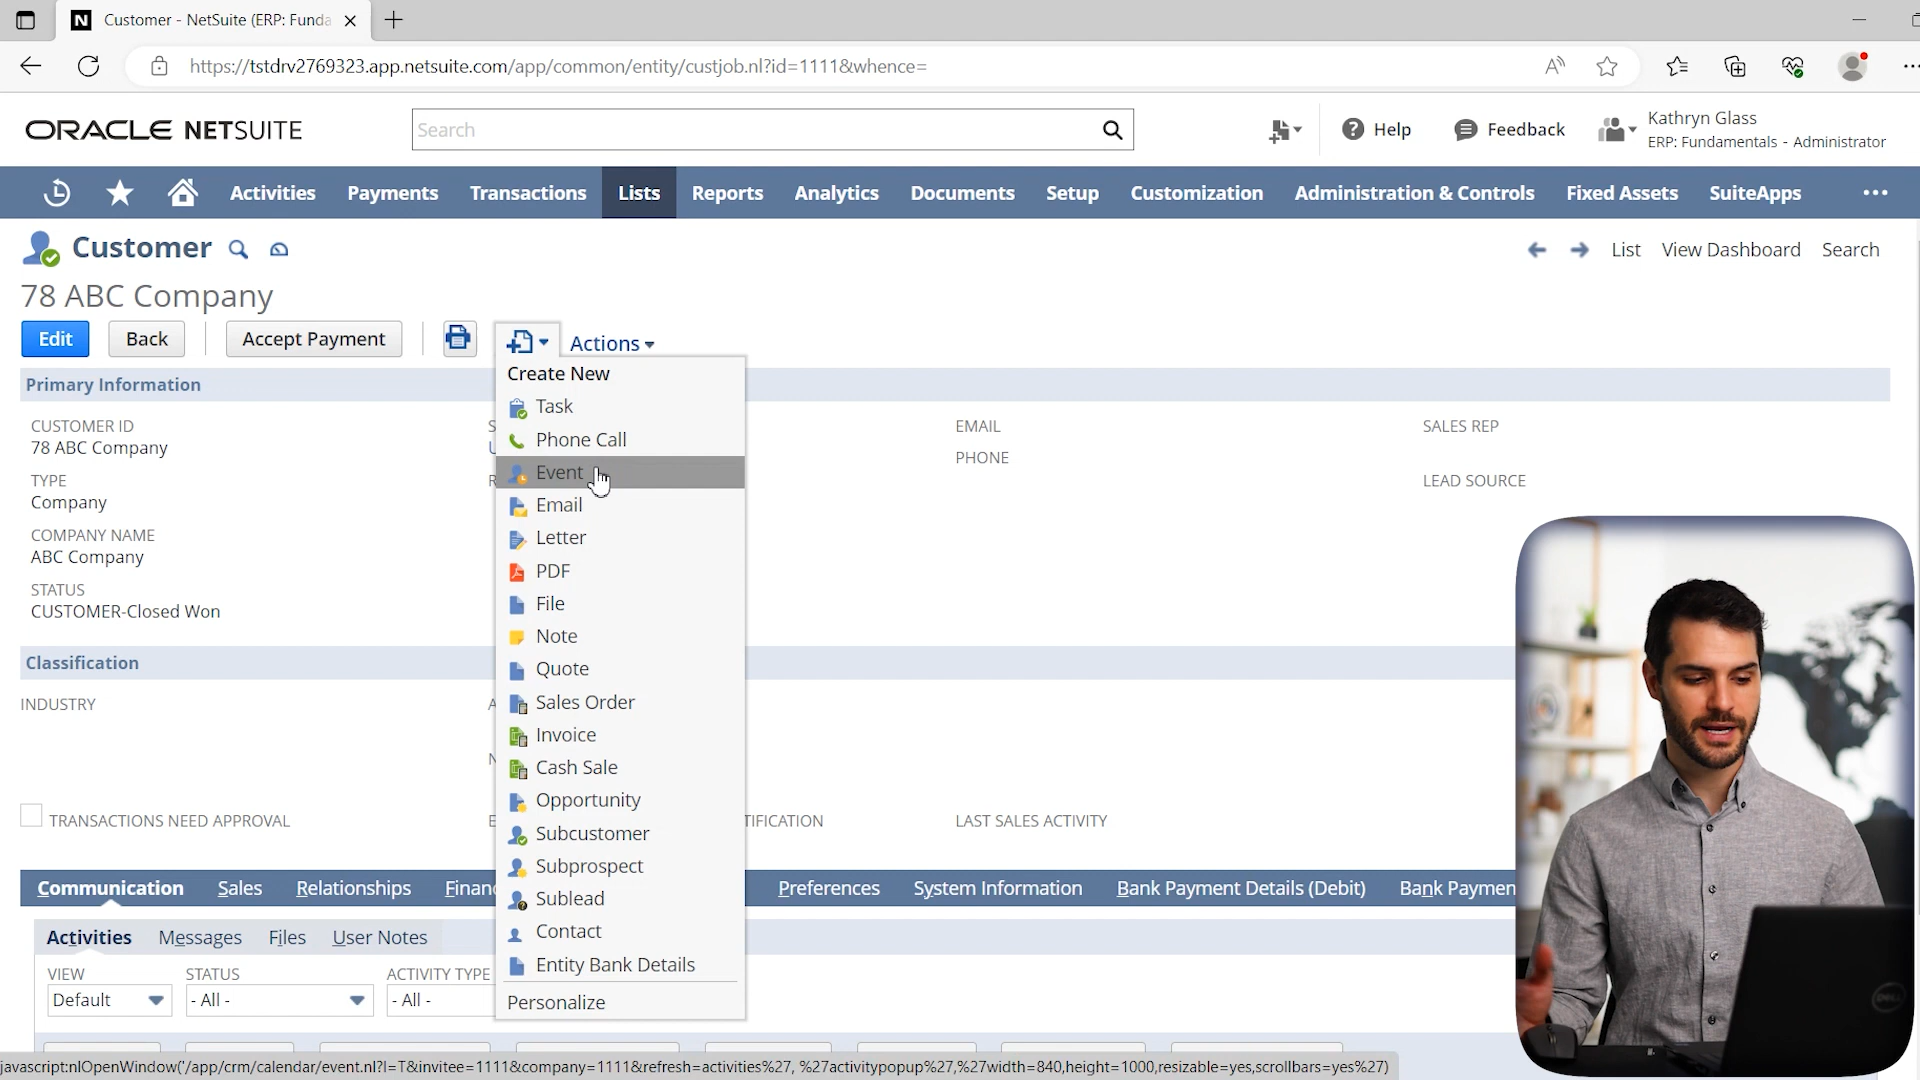 Customer - NetSuite (ERP: Funda
https://tstdrv2769323.app.netsuite.com/app/common/entity/custjob.nl?id=1111&whence=
ORACLE NETSUITE
Search
Help
Feedback
Kathryn Glass
ERP: Fundamentals - Administrator
Activities Payments Transactions Lists Reports Analytics Documents Setup Customization Administration & Controls Fixed Assets SuiteApps
Customer
List View Dashboard Search
78 ABC Company
Edit Back Accept Payment Actions
Create New
Task
Phone Call
Event
Email
Letter
PDF
File
Note
Quote
Sales Order
Invoice
Cash Sale
Opportunity
Subcustomer
Subprospect
Sublead
Contact
Entity Bank Details
Personalize
Primary Information
CUSTOMER ID
78 ABC Company
TYPE
Company
COMPANY NAME
ABC Company
STATUS
CUSTOMER-Closed Won
EMAIL
PHONE
SALES REP
LEAD SOURCE
Classification
INDUSTRY
TRANSACTIONS NEED APPROVAL
TIFICATION
LAST SALES ACTIVITY
Communication Sales Relationships Financ Preferences System Information Bank Payment Details (Debit) Bank Paymen
Activities Messages Files User Notes
VIEW
Default
STATUS
- All -
ACTIVITY TYPE
- All -
javascript:nlOpenWindow('/app/crm/calendar/event.nl?l=T&invitee=1111&company=1111&refresh=activities%27, %27activitypopup%27,%27width=840,height=1000,resizable=yes,scrollbars=yes%27)
DELL